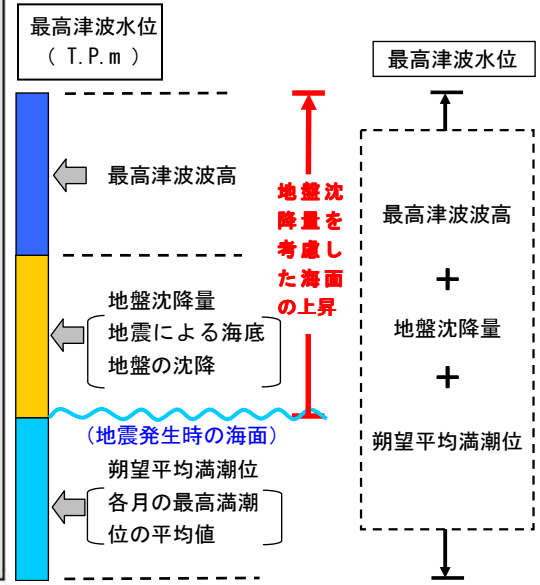 最高津波水位
( T.P.m )
最高津波波高
地盤沈降量
地震による海底
地盤の沈降
(地震発生時の海面)
朔望平均満潮位
各月の最高満潮
位の平均値
地盤沈
降量を
考慮し
た海面
の上昇
最高津波水位
最高津波波高
+
地盤沈降量
+
朔望平均満潮位